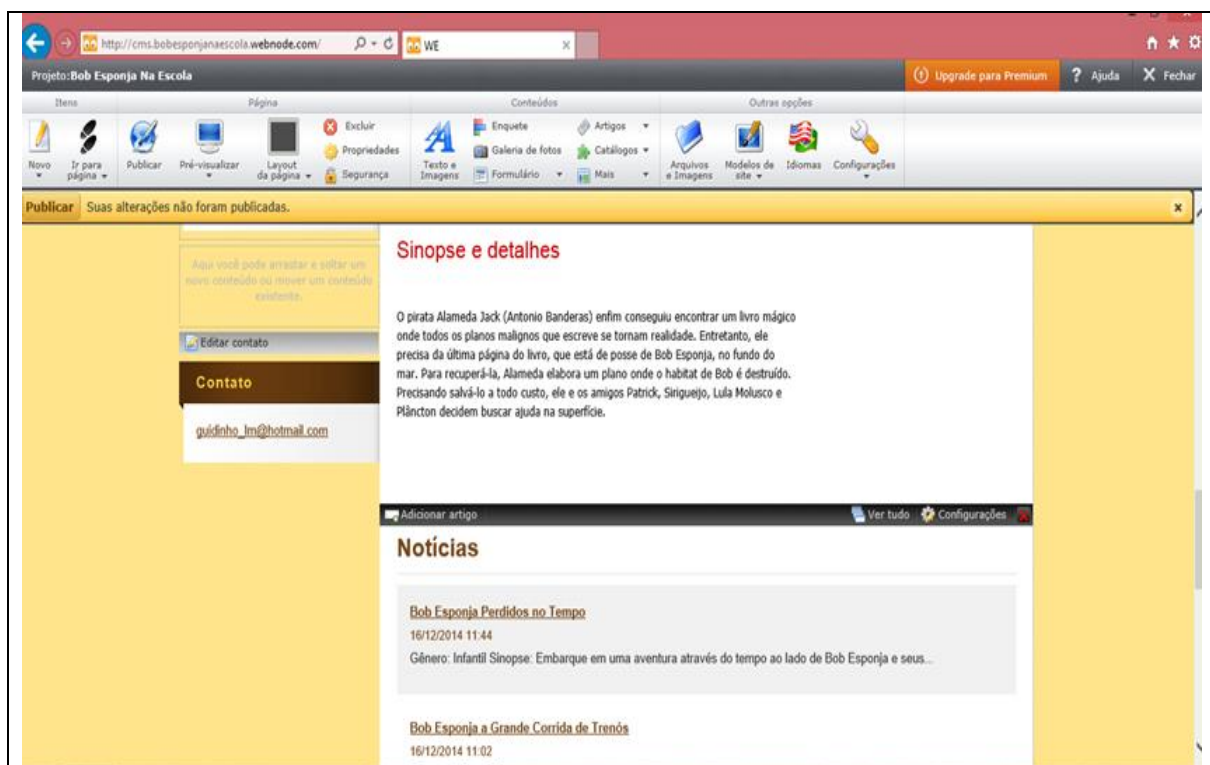 http://cms.bobesponjanaescola.webnode.com/
WE
Projeto:Bob Esponja Na Escola
Upgrade para Premium
? Ajuda
X Fechar
Itens
Página
Conteúdos
Outras opções
Novo
Ir para página
Publicar
Pré-visualizar
Layout da página
Excluir
Propriedades
Segurança
Texto e Imagens
Enquete
Galeria de fotos
Formulário
Artigos
Catálogos
Mais
Arquivos e Imagens
Modelos de site
Idiomas
Configurações
Publicar Suas alterações não foram publicadas.
Aqui você pode arrastar e soltar um
novo conteúdo ou mover um conteúdo
existente.
Editar contato
Contato
guidinho_lm@hotmail.com
Sinopse e detalhes
O pirata Alameda Jack (Antonio Banderas) enfim conseguiu encontrar um livro mágico
onde todos os planos malignos que escreve se tornam realidade. Entretanto, ele
precisa da última página do livro, que está de posse de Bob Esponja, no fundo do
mar. Para recuperá-la, Alameda elabora um plano onde o habitat de Bob é destruído.
Precisando salvá-lo a todo custo, ele e os amigos Patrick, Sirigueijo, Lula Molusco e
Plâncton decidem buscar ajuda na superfície.
Adicionar artigo
Ver tudo
Configurações
Notícias
Bob Esponja Perdidos no Tempo
16/12/2014 11:44
Gênero: Infantil Sinopse: Embarque em uma aventura através do tempo ao lado de Bob Esponja e seus...
Bob Esponja a Grande Corrida de Trenós
16/12/2014 11:02